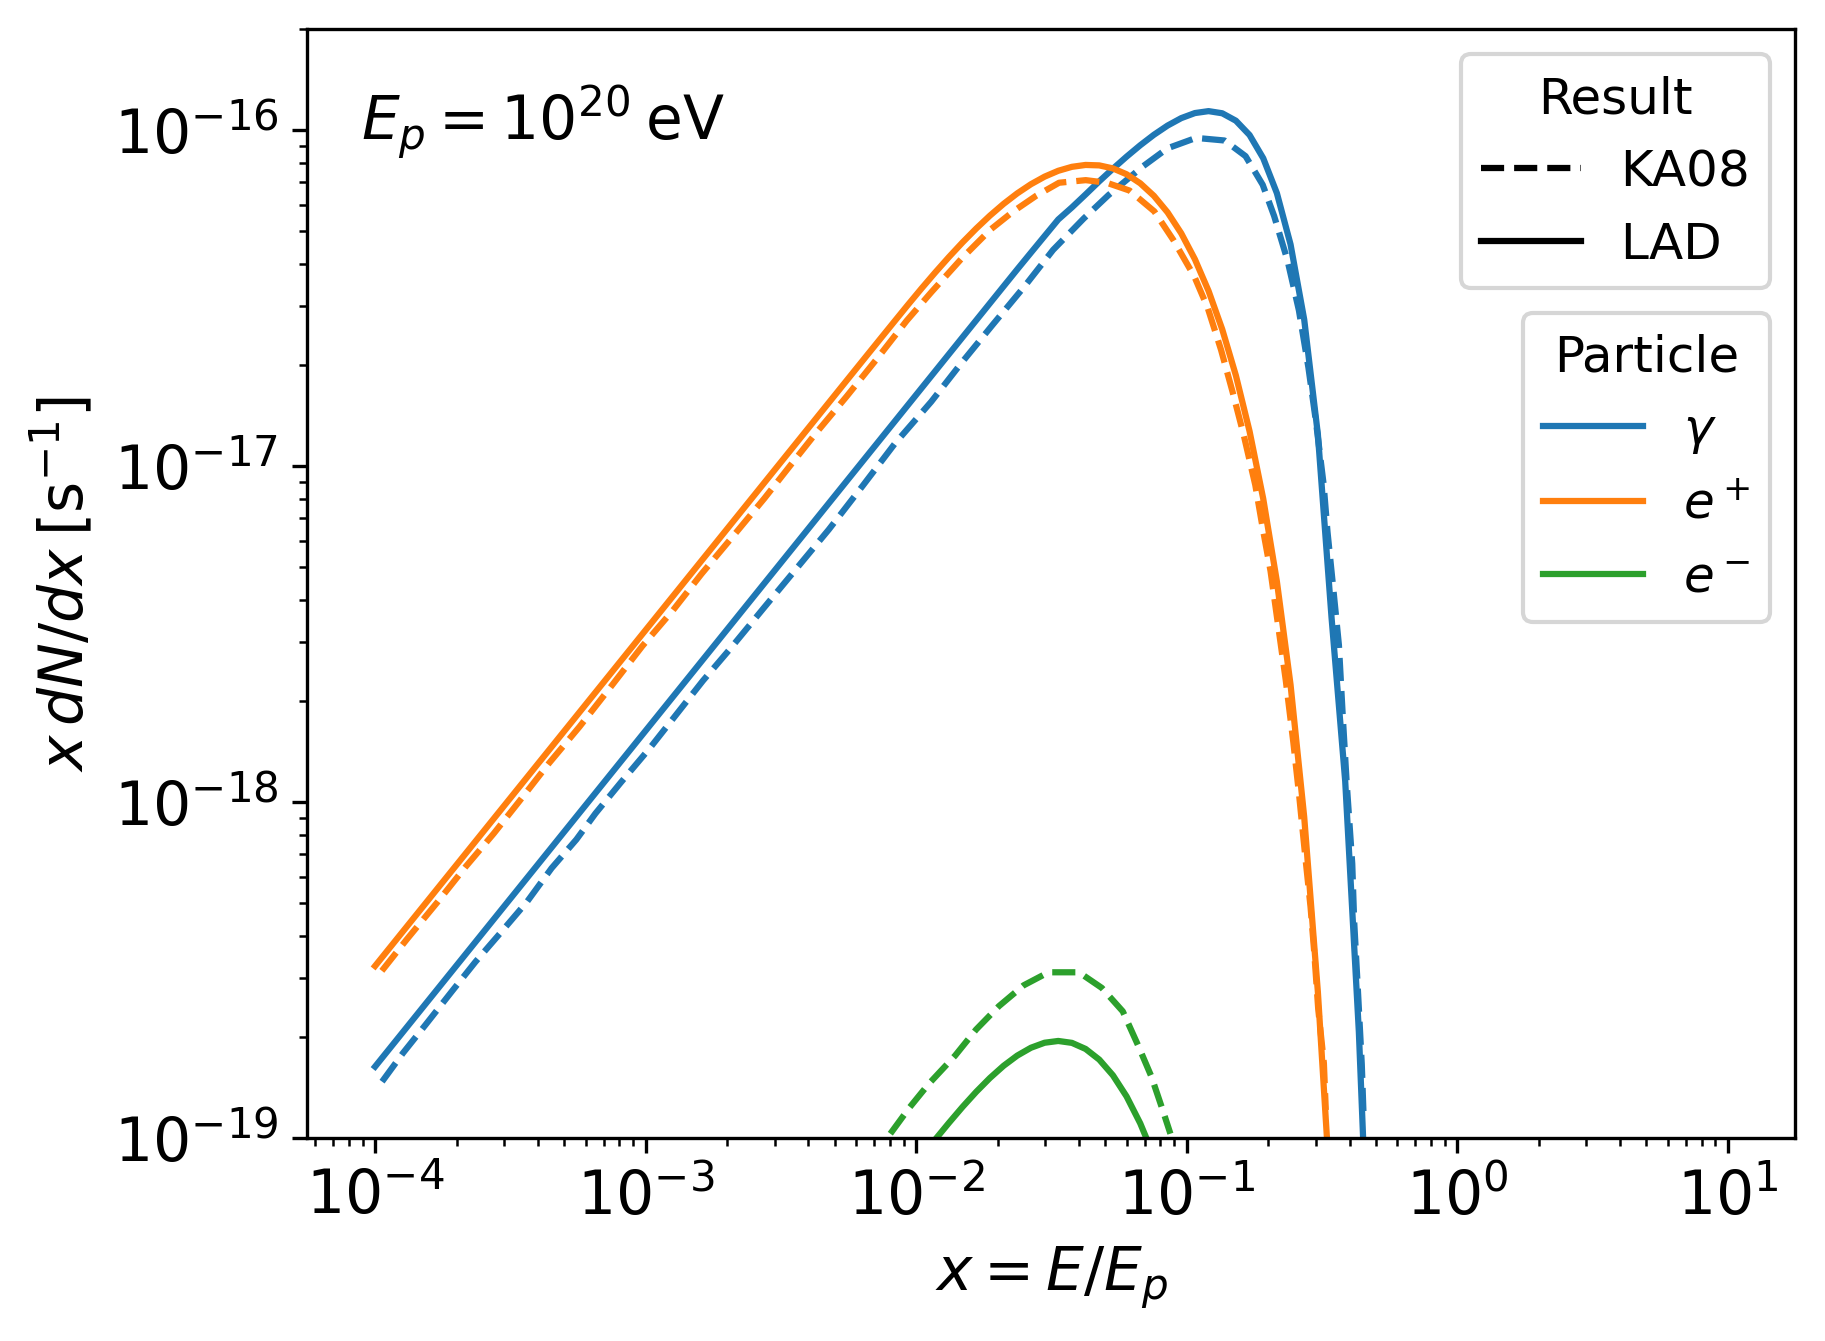 E_p = 10^20 eV
Result
KA08
LAD
Particle
γ
e^+
e^−
x dN/dx [s^−1]
10^−16
10^−17
10^−18
10^−19
10^−4 10^−3 10^−2 10^−1 10^0 10^1
x = E/E_p